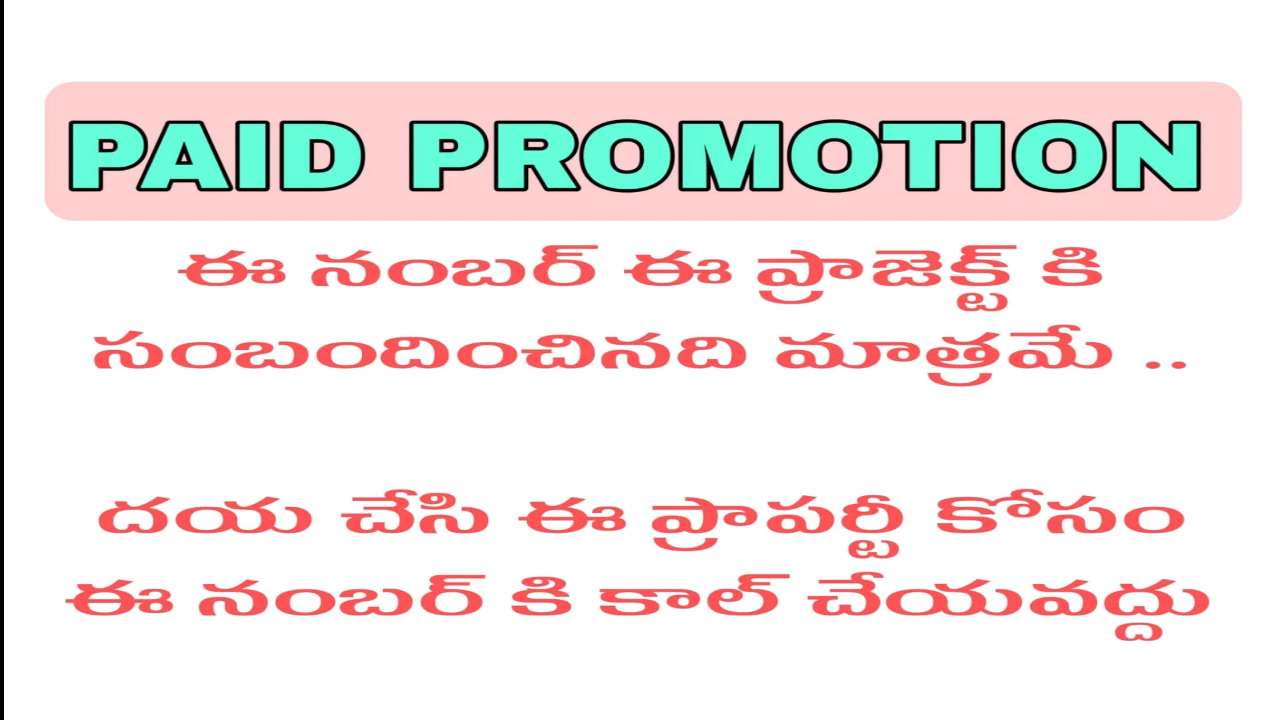 PAID PROMOTION
ఈ నంబర్ ఈ ప్రాజెక్ట్ కి
సంబందించినది మాత్రమే ..
దయ చేసి ఈ ప్రాపర్టీ కోసం
ఈ నంబర్ కి కాల్ చేయవద్దు